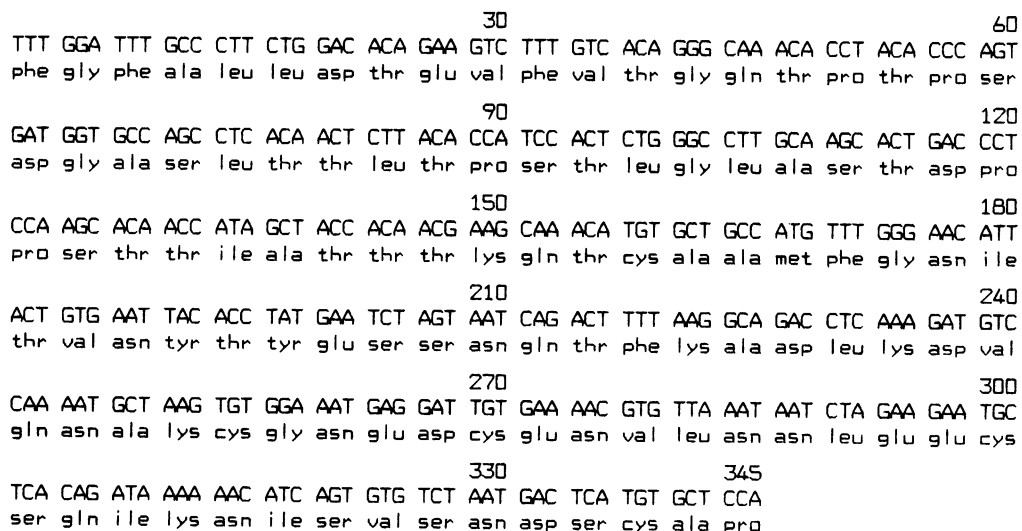 30 60
TTT GGA TTT GCC CTT CTG GAC ACA GAA GTC TTT GTC ACA GGG CAA ACA CCT ACA CCC AGT
phe gly phe ala leu leu asp thr glu val phe val thr gly gln thr pro thr pro ser
90 120
GAT GGT GCC AGC CTC ACA ACT CTT ACA CCA TCC ACT CTG GGC CTT GCA AGC ACT GAC CCT
asp gly ala ser leu thr thr leu thr pro ser thr leu gly leu ala ser thr asp pro
150 180
CCA AGC ACA ACC ATA GCT ACC ACA ACG AAG CAA ACA TGT GCT GCC ATG TTT GGG AAC ATT
pro ser thr thr ile ala thr thr thr lys gln thr cys ala ala met phe gly asn ile
210 240
ACT GTG AAT TAC ACC TAT GAA TCT AGT AAT CAG ACT TTT AAG GCA GAC CTC AAA GAT GTC
thr val asn tyr thr tyr glu ser ser asn gln thr phe lys ala asp leu lys asp val
270 300
CAA AAT GCT AAG TGT GGA AAT GAG GAT TGT GAA AAC GTG TTA AAT AAT CTA GAA GAA TGC
gln asn ala lys cys gly asn glu asp cys glu asn val leu asn asn leu glu glu cys
330 345
TCA CAG ATA AAA AAC ATC AGT GTG TCT AAT GAC TCA TGT GCT CCA
ser gln ile lys asn ile ser val ser asn asp ser cys ala pro